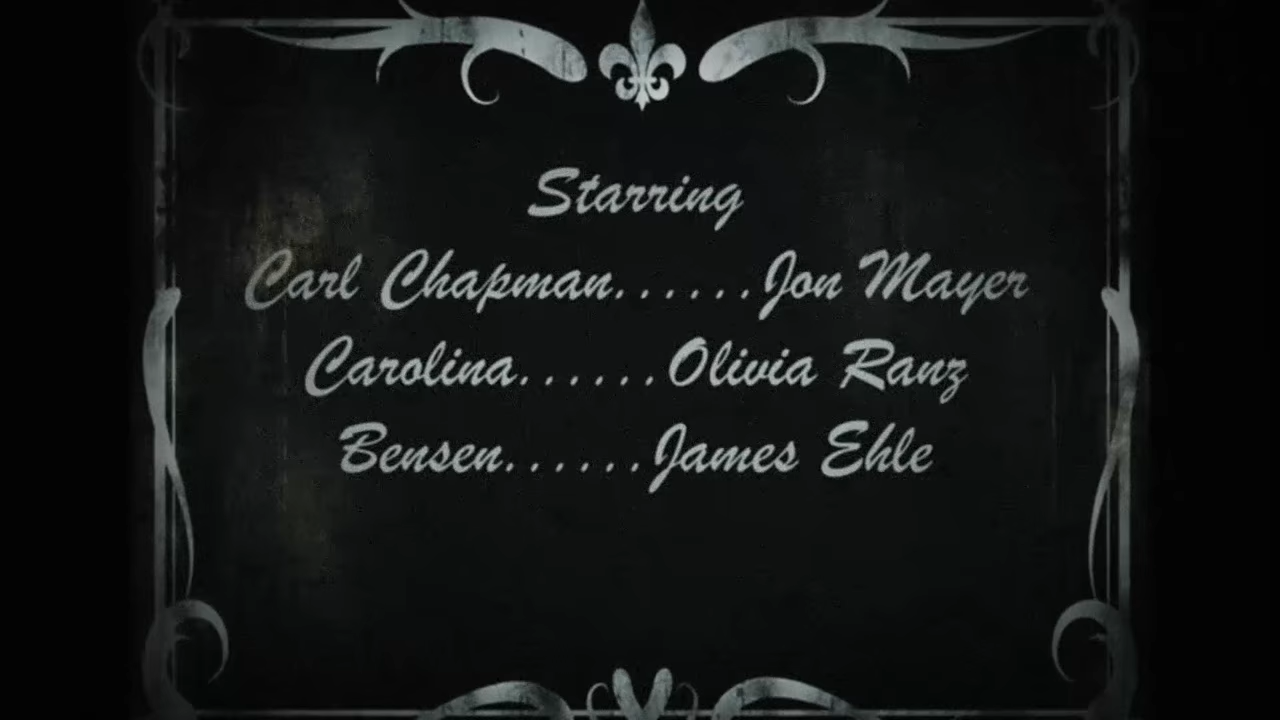 Starring
Carl Chapman......Jon Mayer
Carolina......Olivia Ranz
Bensen......James Ehle